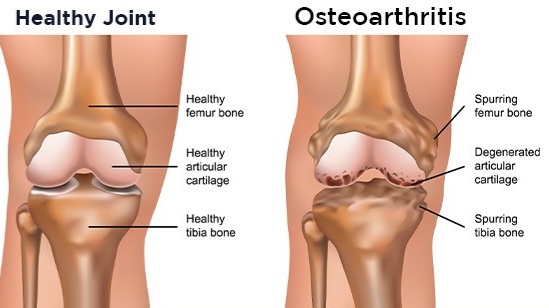 Healthy Joint
Healthy
femur bone
Healthy
articular
cartilage
Healthy
tibia bone
Osteoarthritis
Spurring
femur bone
Degenerated
articular
cartilage
Spurring
tibia bone